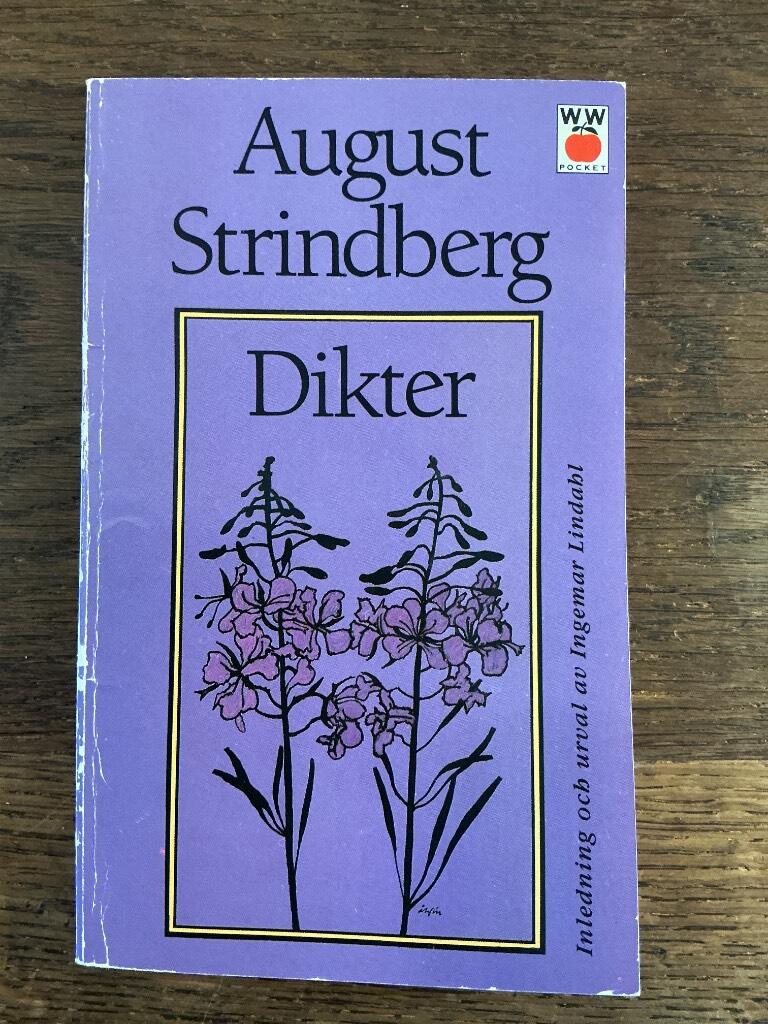 August
Strindberg
WW
POCKET
Dikter
Inledning och urval av Ingemar Lindahl